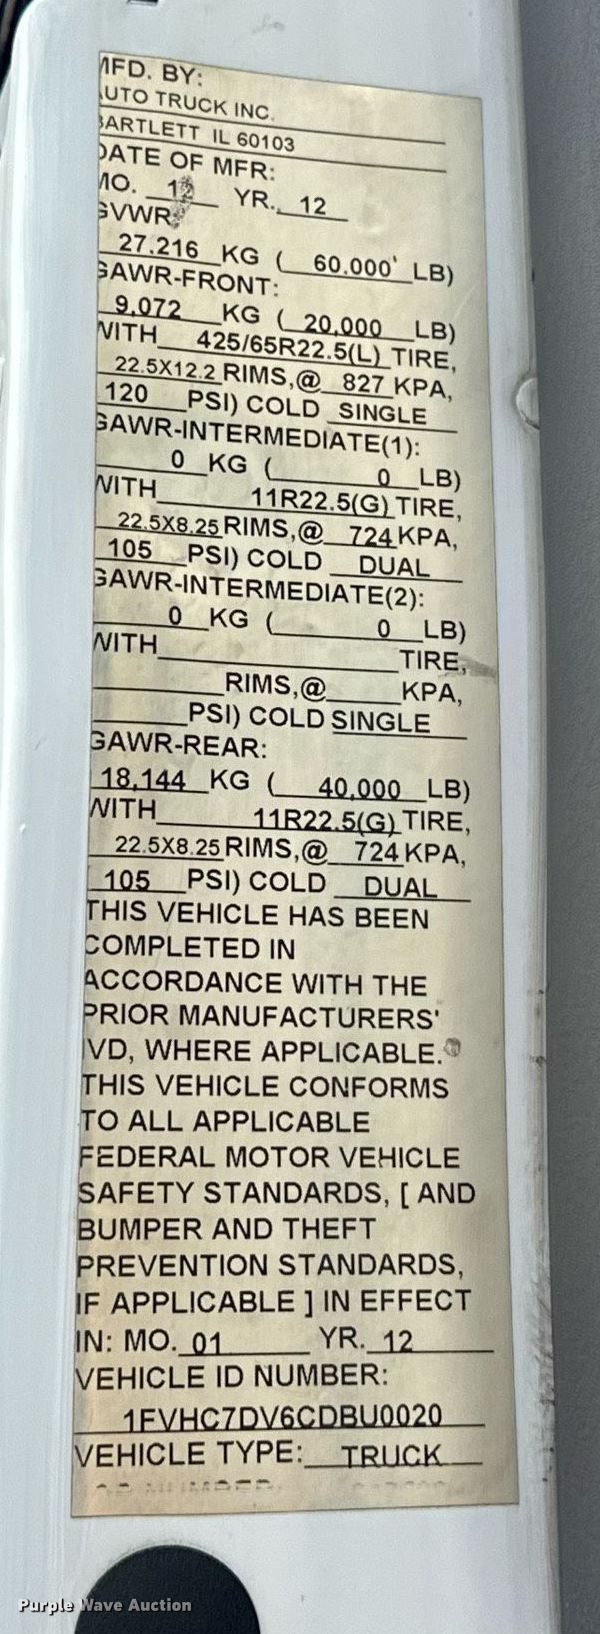 MFD. BY:
AUTO TRUCK INC.
BARTLETT IL 60103
DATE OF MFR:
MO. 12 YR. 12
GVWR
27.216 KG ( 60.000 LB)
GAWR-FRONT:
9,072 KG ( 20,000 LB)
WITH 425/65R22.5(L) TIRE,
22.5X12.2 RIMS,@ 827 KPA,
120 PSI) COLD SINGLE
GAWR-INTERMEDIATE(1):
0 KG ( 0 LB)
WITH 11R22.5(G) TIRE,
22.5X8.25 RIMS,@ 724 KPA,
105 PSI) COLD DUAL
GAWR-INTERMEDIATE(2):
0 KG ( 0 LB)
WITH TIRE,
RIMS,@ KPA,
PSI) COLD SINGLE
GAWR-REAR:
18,144 KG ( 40,000 LB)
WITH 11R22.5(G) TIRE,
22.5X8.25 RIMS,@ 724 KPA,
105 PSI) COLD DUAL
THIS VEHICLE HAS BEEN
COMPLETED IN
ACCORDANCE WITH THE
PRIOR MANUFACTURERS'
IVD, WHERE APPLICABLE.
THIS VEHICLE CONFORMS
TO ALL APPLICABLE
FEDERAL MOTOR VEHICLE
SAFETY STANDARDS, [ AND
BUMPER AND THEFT
PREVENTION STANDARDS,
IF APPLICABLE ] IN EFFECT
IN: MO. 01 YR. 12
VEHICLE ID NUMBER:
1FVHC7DV6CDBU0020
VEHICLE TYPE: TRUCK
Purple Wave Auction